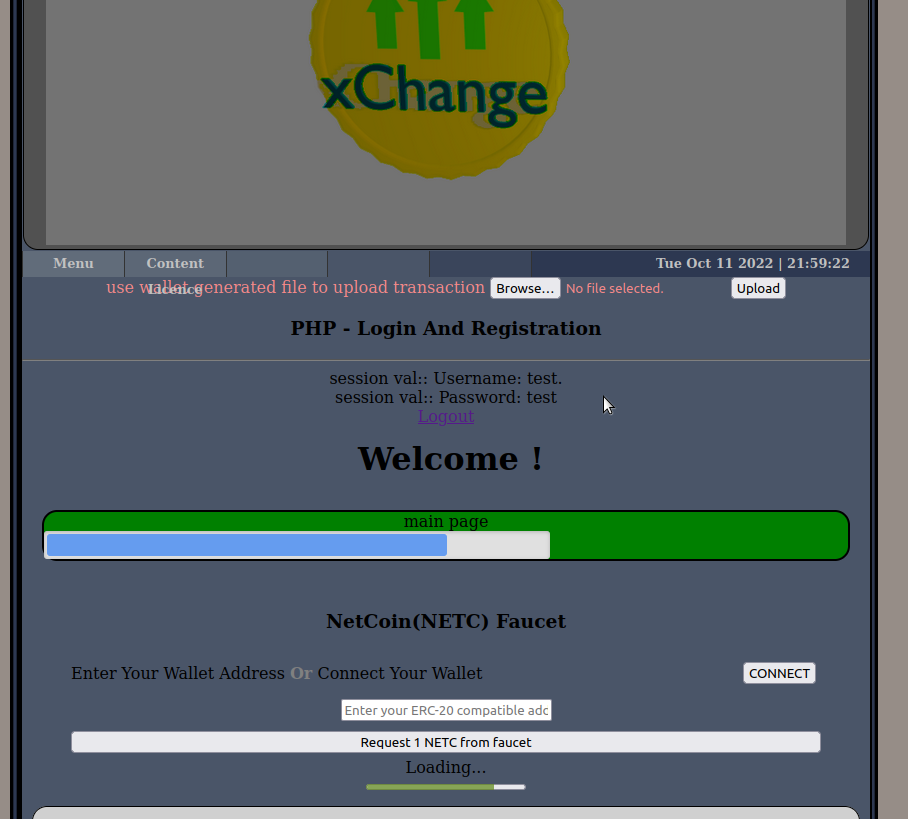 xChange
Menu
Content
Tue Oct 11 2022 | 21:59:22
Licence
use wallet generated file to upload transaction Browse... No file selected. Upload
PHP - Login And Registration
session val:: Username: test.
session val:: Password: test
Logout
Welcome !
main page
NetCoin(NETC) Faucet
Enter Your Wallet Address Or Connect Your Wallet CONNECT
Enter your ERC-20 compatible adc
Request 1 NETC from faucet
Loading...